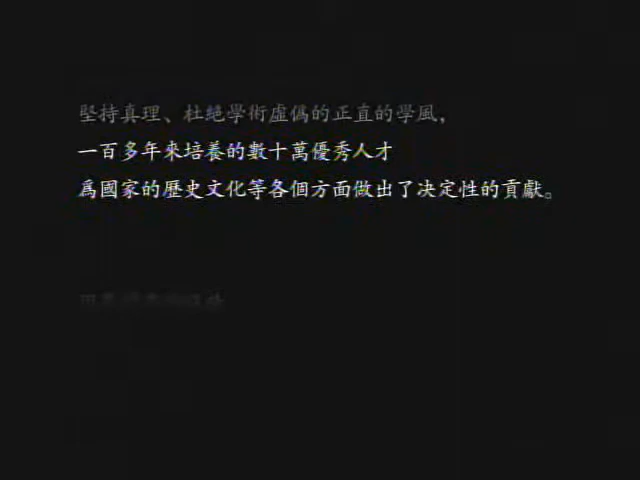 堅持真理、杜絕學術虛僞的正直的學風，
一百多年來培養的數十萬優秀人才
爲國家的歷史文化等各個方面做出了決定性的貢獻。